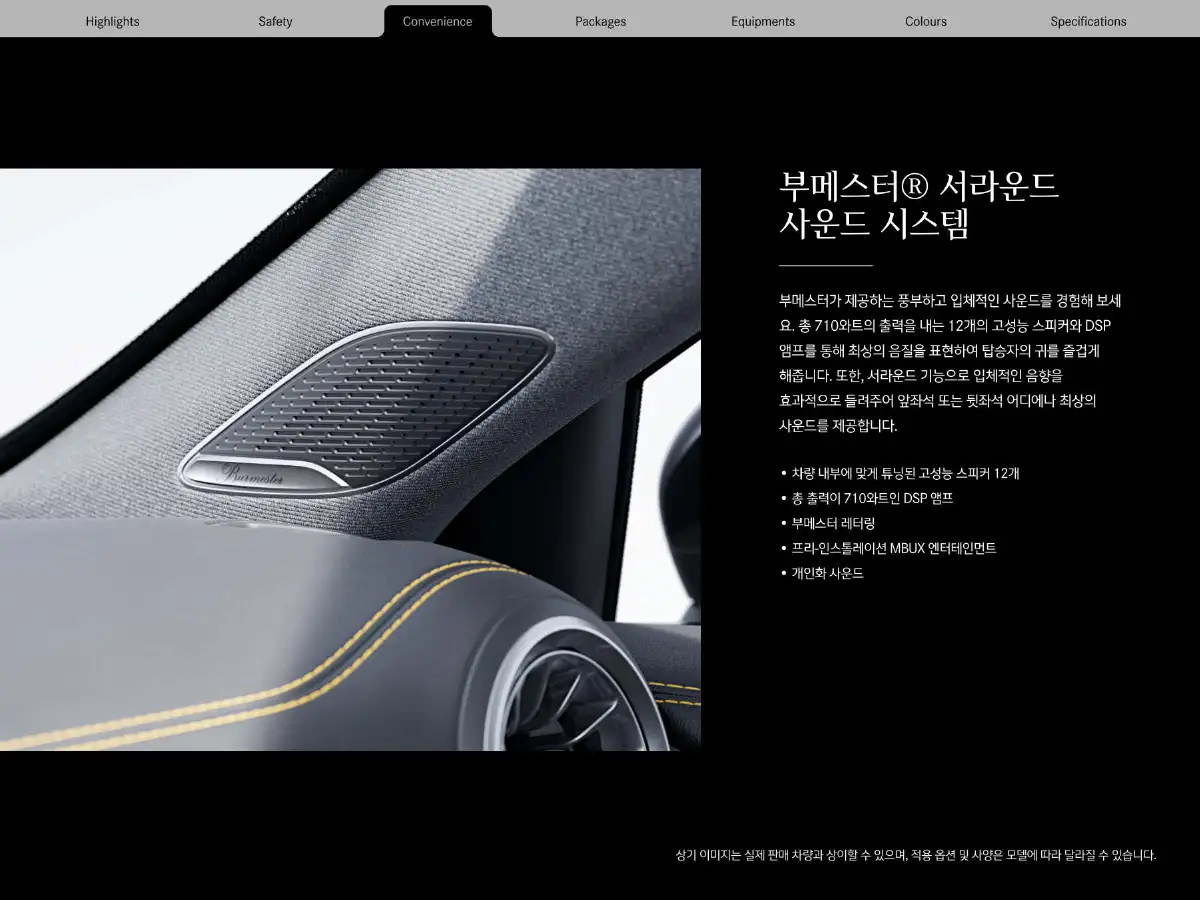 Highlights
Safety
Convenience
Packages
Equipments
Colours
Specifications
부메스터® 서라운드
사운드 시스템
부메스터가 제공하는 풍부하고 입체적인 사운드를 경험해 보세
요. 총 710와트의 출력을 내는 12개의 고성능 스피커와 DSP
앰프를 통해 최상의 음질을 표현하여 탑승자의 귀를 즐겁게
해줍니다. 또한, 서라운드 기능으로 입체적인 음향을
효과적으로 들려주어 앞좌석 또는 뒷좌석 어디에나 최상의
사운드를 제공합니다.
• 차량 내부에 맞게 튜닝된 고성능 스피커 12개
• 총 출력이 710와트인 DSP 앰프
• 부메스터 레터링
• 프리-인스톨레이션 MBUX 엔터테인먼트
• 개인화 사운드
Burmester
상기 이미지는 실제 판매 차량과 상이할 수 있으며, 적용 옵션 및 사양은 모델에 따라 달라질 수 있습니다.